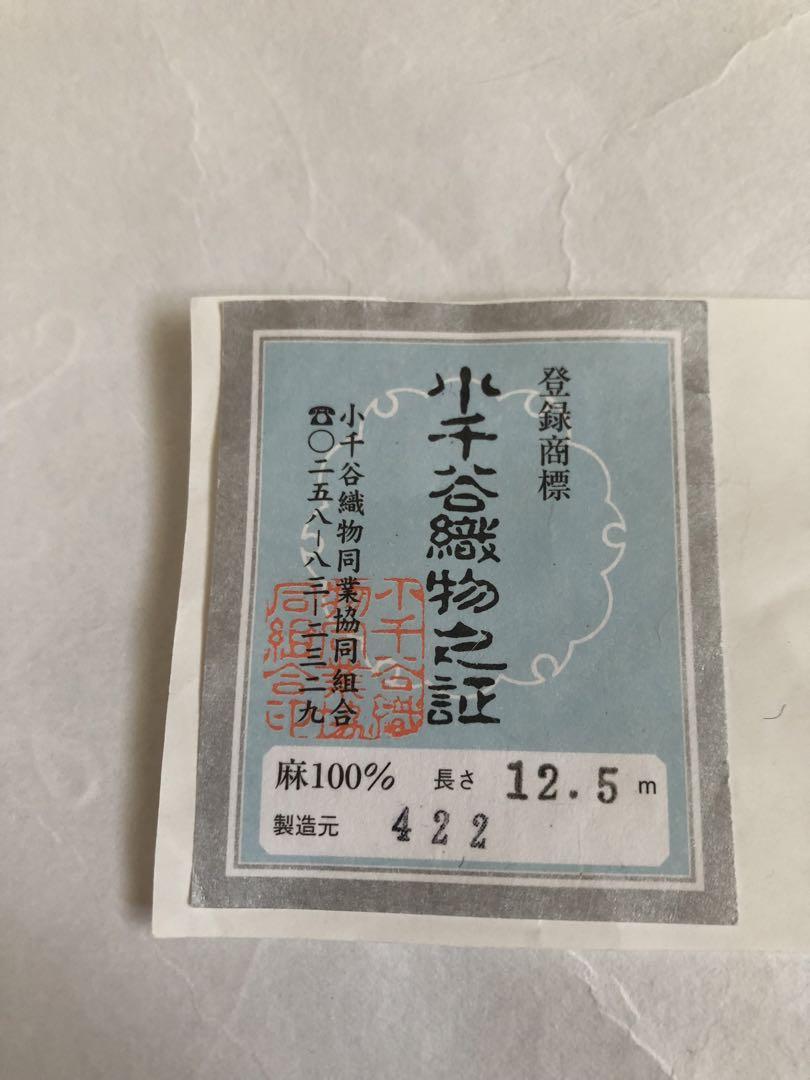 登録商標
小千谷織物之証
小千谷織物同業協同組合
☎〇二五八-八三-二三二九
小千谷織
物同業協
同組合印
麻100% 長さ 12.5 m
製造元 422